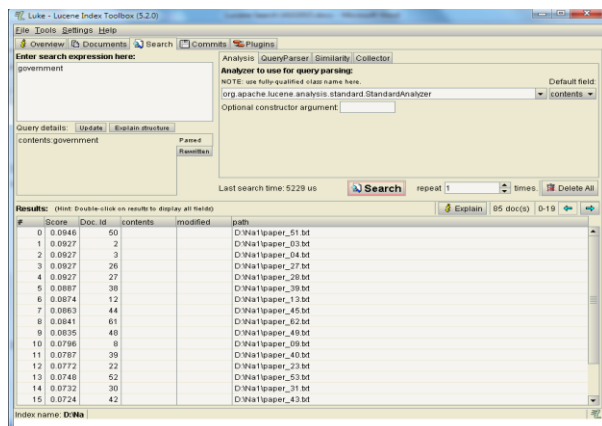 Luke - Lucene Index Toolbox (5.2.0)
File Tools Settings Help
Overview Documents Search Commits Plugins
Enter search expression here:
government
Analysis QueryParser Similarity Collector
Analyzer to use for query parsing:
NOTE: use fully-qualified class name here.
Default field:
org.apache.lucene.analysis.standard.StandardAnalyzer
contents
Optional constructor argument:
Query details: Update Explain structure
contents:government
Parsed
Rewritten
Last search time: 5229 us
Search
repeat 1 times.
Delete All
Results: (Hint: Double-click on results to display all fields)
Explain 85 doc(s) 0-19
# Score Doc. Id contents modified path
0 0.0946 50 D:\Na1\paper_51.txt
1 0.0927 2 D:\Na1\paper_03.txt
2 0.0927 3 D:\Na1\paper_04.txt
3 0.0927 26 D:\Na1\paper_27.txt
4 0.0927 27 D:\Na1\paper_28.txt
5 0.0887 38 D:\Na1\paper_39.txt
6 0.0874 12 D:\Na1\paper_13.txt
7 0.0863 44 D:\Na1\paper_45.txt
8 0.0841 61 D:\Na1\paper_62.txt
9 0.0835 48 D:\Na1\paper_49.txt
10 0.0796 8 D:\Na1\paper_09.txt
11 0.0787 39 D:\Na1\paper_40.txt
12 0.0772 22 D:\Na1\paper_23.txt
13 0.0748 52 D:\Na1\paper_53.txt
14 0.0732 30 D:\Na1\paper_31.txt
15 0.0724 42 D:\Na1\paper_43.txt
Index name: D:\Na